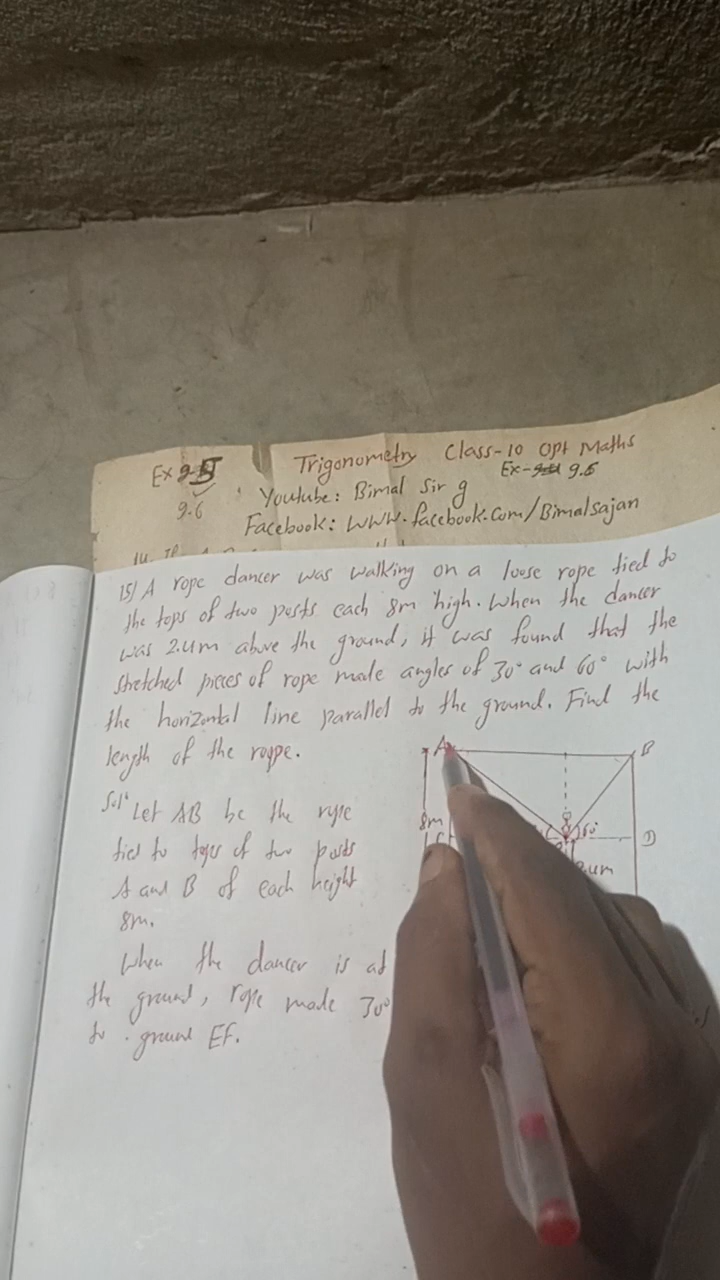 Ex 9.5
9.6
Trigonometry Class-10 Opt Maths
Ex- 9.6
Youtube: Bimal Sir g
Facebook: www.facebook.com/Bimalsajan
15) A rope dancer was walking on a loose rope tied to
the tops of two posts each 8m high. When the dancer
was 2.4m above the ground, it was found that the
stretched pieces of rope made angles of 30° and 60° with
the horizontal line parallel to the ground. Find the
length of the rope.
A B
Solⁿ Let AB be the rope
8m 60° D
tied to tops of two posts
A and B of each height
8m.
When the dancer is at
the ground, rope made 30°
to ground EF.